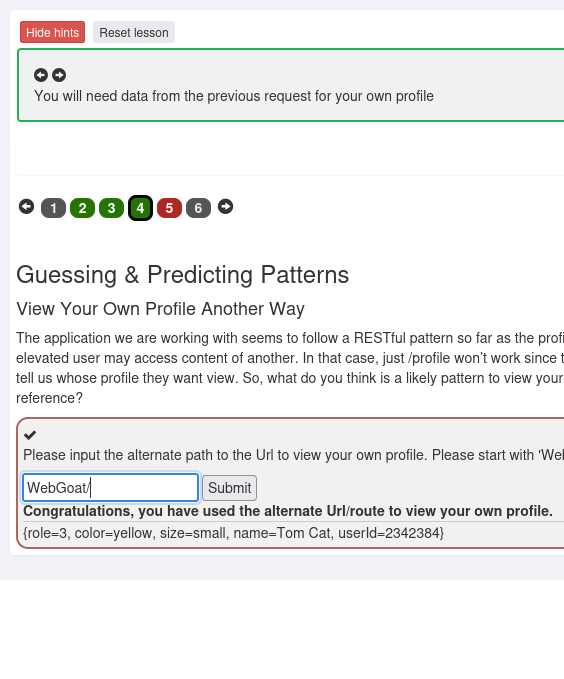 Hide hints Reset lesson
You will need data from the previous request for your own profile
1 2 3 4 5 6
Guessing & Predicting Patterns
View Your Own Profile Another Way
The application we are working with seems to follow a RESTful pattern so far as the
elevated user may access content of another. In that case, just /profile won't work since
tell us whose profile they want view. So, what do you think is a likely pattern to view your
reference?
Please input the alternate path to the Url to view your own profile. Please start with
WebGoat/ Submit
Congratulations, you have used the alternate Url/route to view your own profile.
{role=3, color=yellow, size=small, name=Tom Cat, userId=2342384}